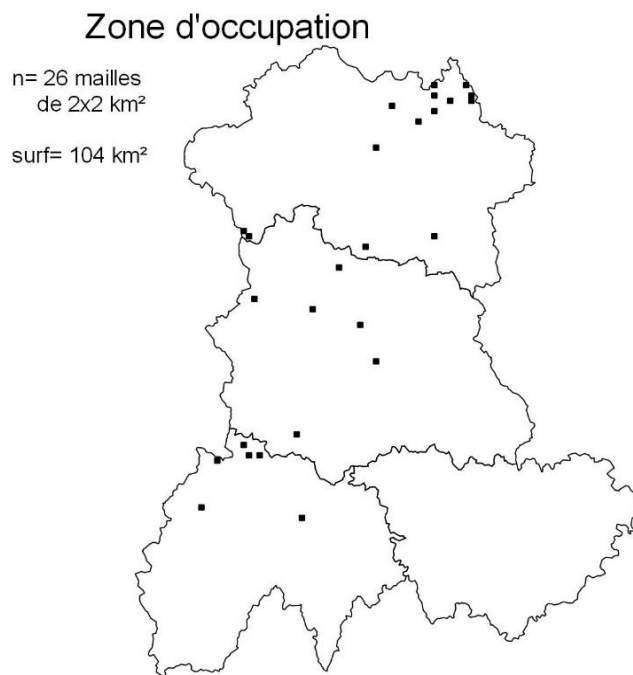 Zone d'occupation
n= 26 mailles
de 2x2 km²
surf= 104 km²